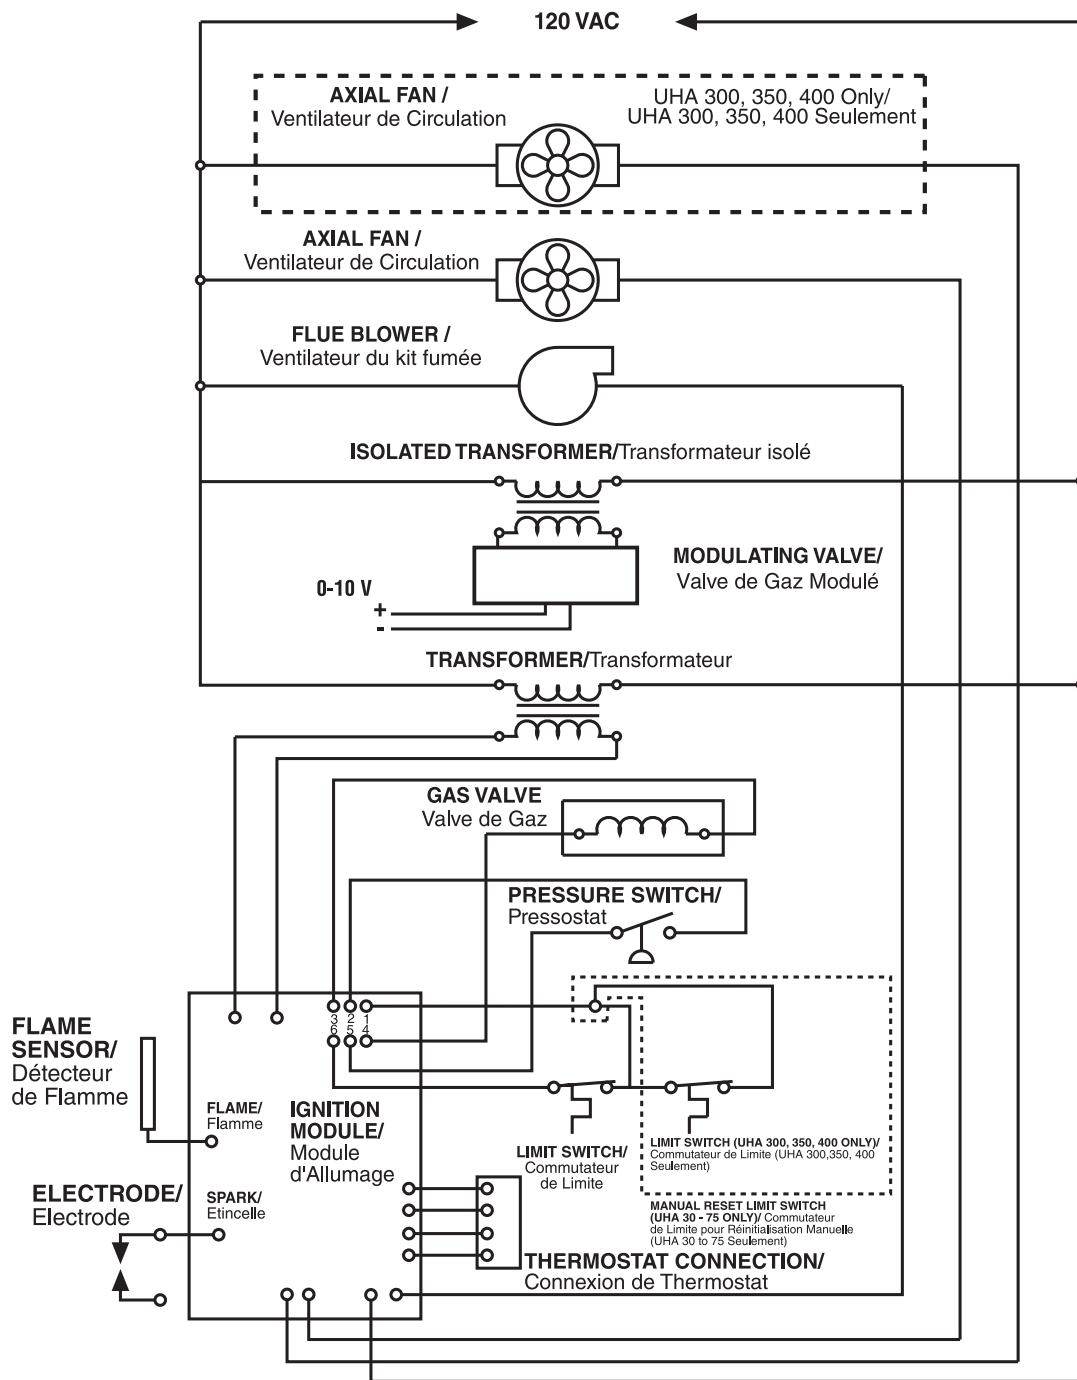 120 VAC
AXIAL FAN /
Ventilateur de Circulation
UHA 300, 350, 400 Only/
UHA 300, 350, 400 Seulement
AXIAL FAN /
Ventilateur de Circulation
FLUE BLOWER /
Ventilateur du kit fumée
ISOLATED TRANSFORMER/Transformateur isolé
MODULATING VALVE/
Valve de Gaz Modulé
0-10 V
+
-
TRANSFORMER/Transformateur
GAS VALVE
Valve de Gaz
PRESSURE SWITCH/
Pressostat
3 2 1
6 5 4
FLAME
SENSOR/
Détecteur
de Flamme
FLAME/
Flamme
IGNITION
MODULE/
Module
d'Allumage
LIMIT SWITCH/
Commutateur
de Limite
LIMIT SWITCH (UHA 300, 350, 400 ONLY)/
Commutateur de Limite (UHA 300,350, 400
Seulement)
ELECTRODE/
Electrode
SPARK/
Etincelle
MANUAL RESET LIMIT SWITCH
(UHA 30 - 75 ONLY)/ Commutateur
de Limite pour Réinitialisation Manuelle
(UHA 30 to 75 Seulement)
THERMOSTAT CONNECTION/
Connexion de Thermostat